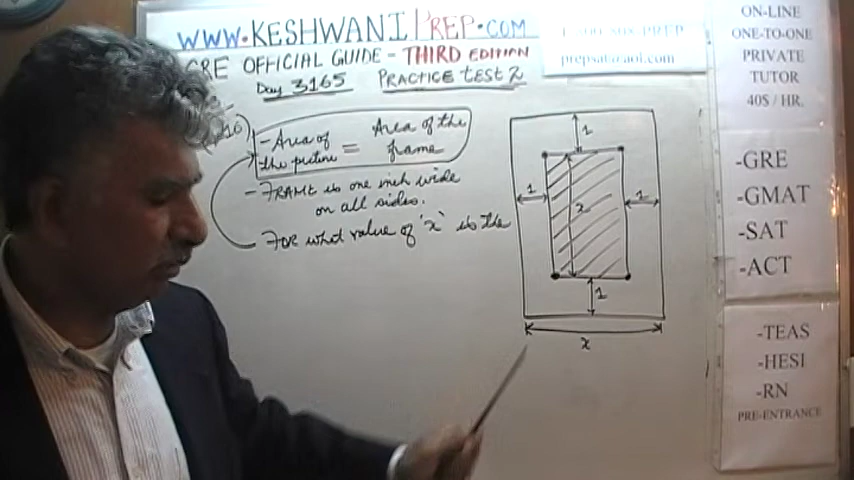 WWW.KESHWANIPREP.COM
GRE OFFICIAL GUIDE - THIRD EDITION
Day 3165 PRACTICE TEST 2
prepsat@aol.com
16)
- Area of the picture = Area of the frame
- FRAME is one inch wide on all sides.
- FOR what value of "x" is the
1
1
1
x
1
x
ON-LINE
ONE-TO-ONE
PRIVATE
TUTOR
40$ / HR.
-GRE
-GMAT
-SAT
-ACT
-TEAS
-HESI
-RN
PRE-ENTRANCE